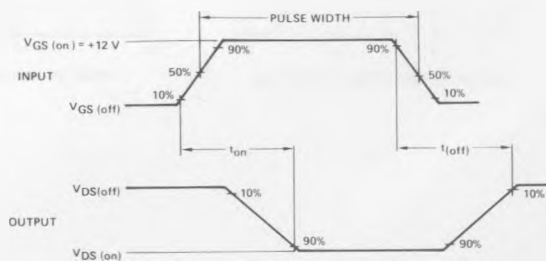 PULSE WIDTH
VGS (on) = +12 V
90%
90%
INPUT
50%
50%
10%
10%
VGS (off)
ton
t(off)
VDS(off)
10%
10%
OUTPUT
90%
90%
VDS (on)